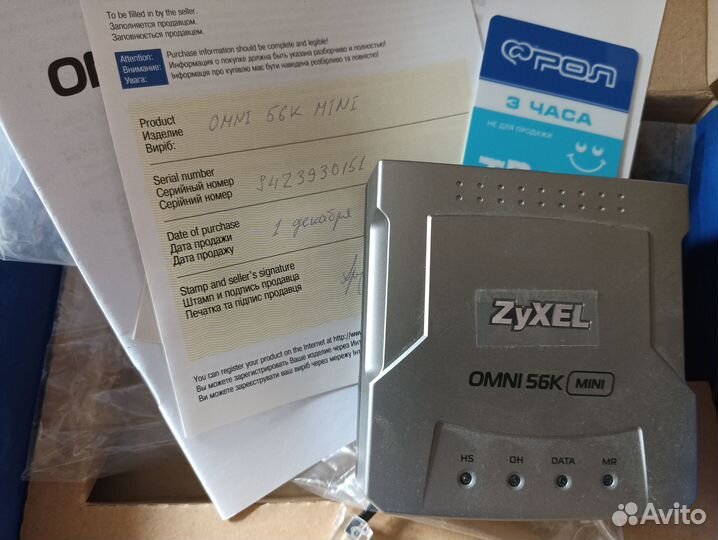 To be filled in by the seller.
Заполняется продавцом.
Заповнюється продавцем.
Attention: Purchase information should be complete and legible!
Внимание: Информация о покупке должна быть указана разборчиво и полностью!
Увага: Інформація про купівлю має бути наведена розбірливо та повністю!
Product OMNI 56K MINI
Изделие
Виріб:
Serial number
Серийный номер S4Z3930151
Серійний номер
Date of purchase
Дата продажи 1 декабря
Дата продажу
Stamp and seller's signature
Штамп и подпись продавца
Печатка та підпис продавця
You can register your product on the Internet at http://www
Вы можете зарегистрировать Ваше изделие через
Ви можете зареєструвати ваш виріб через мережу
@РОЛ
3 ЧАСА
НЕ ДЛЯ ПРОДАЖИ
ZyXEL
OMNI 56K MINI
HS OH DATA MR
Avito